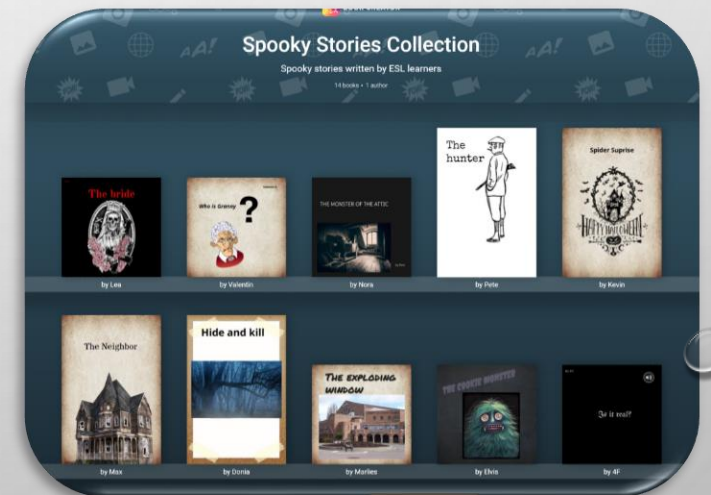 Spooky Stories Collection
Spooky stories written by ESL learners
14 books • 1 author
The bride
Who is Granny
?
THE MONSTER OF THE ATTIC
The
hunter
Spider Suprise
HAPPY HALLOWEEN
by Lea
by Valentin
by Nora
by Pete
by Kevin
The Neighbor
Hide and kill
THE EXPLODING
WINDOW
THE COOKIE MONSTER
Is it real?
by Max
by Donia
by Marlies
by Elvis
by 4F